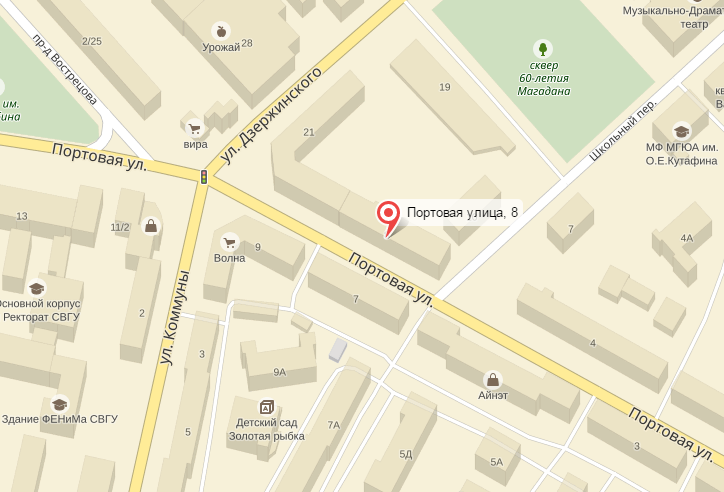 Музыкально-Драмат
театр
2/25
Урожай
28
пр-д Вострецова
сквер
60-летия
Магадана
19
им.
бина
вира
ул. Дзержинского
21
Школьный пер.
МФ МГЮА им.
О.Е.Кутафина
Портовая ул.
Портовая улица, 8
13
11/2
Волна
9
7
4А
Портовая ул.
Основной корпус
Ректорат СВГУ
2
ул. Коммуны
7
3
4
9А
Айнэт
Здание ФЕНиМа СВГУ
5
Детский сад
Золотая рыбка
7А
5Д
5А
3
Портовая ул.